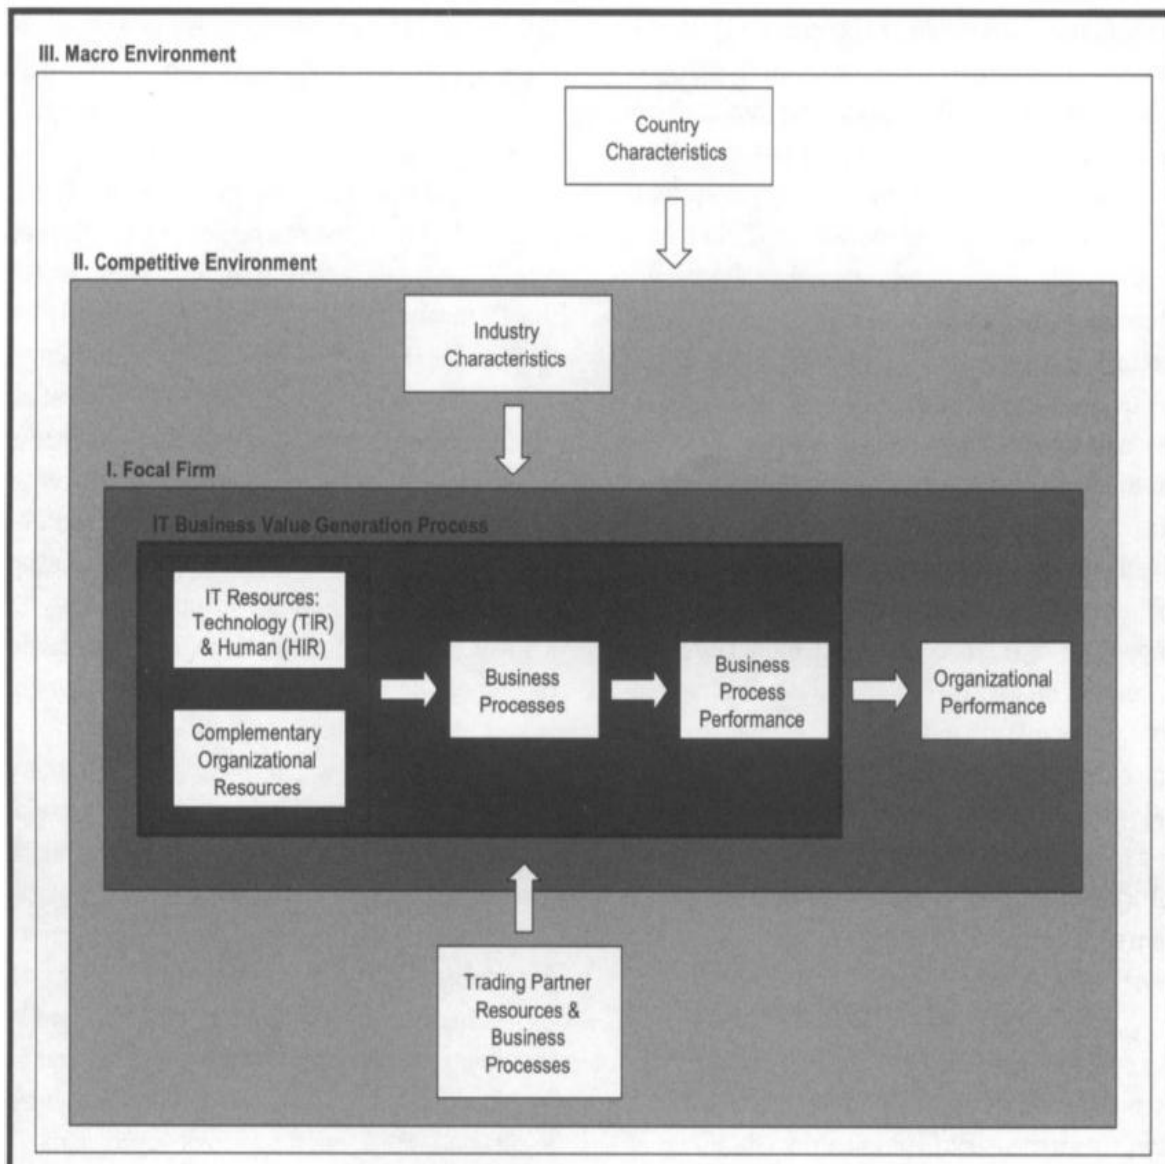 III. Macro Environment
Country
Characteristics
II. Competitive Environment
Industry
Characteristics
I. Focal Firm
IT Business Value Generation Process
IT Resources:
Technology (TIR)
& Human (HIR)
Complementary
Organizational
Resources
Business
Processes
Business
Process
Performance
Organizational
Performance
Trading Partner
Resources &
Business
Processes